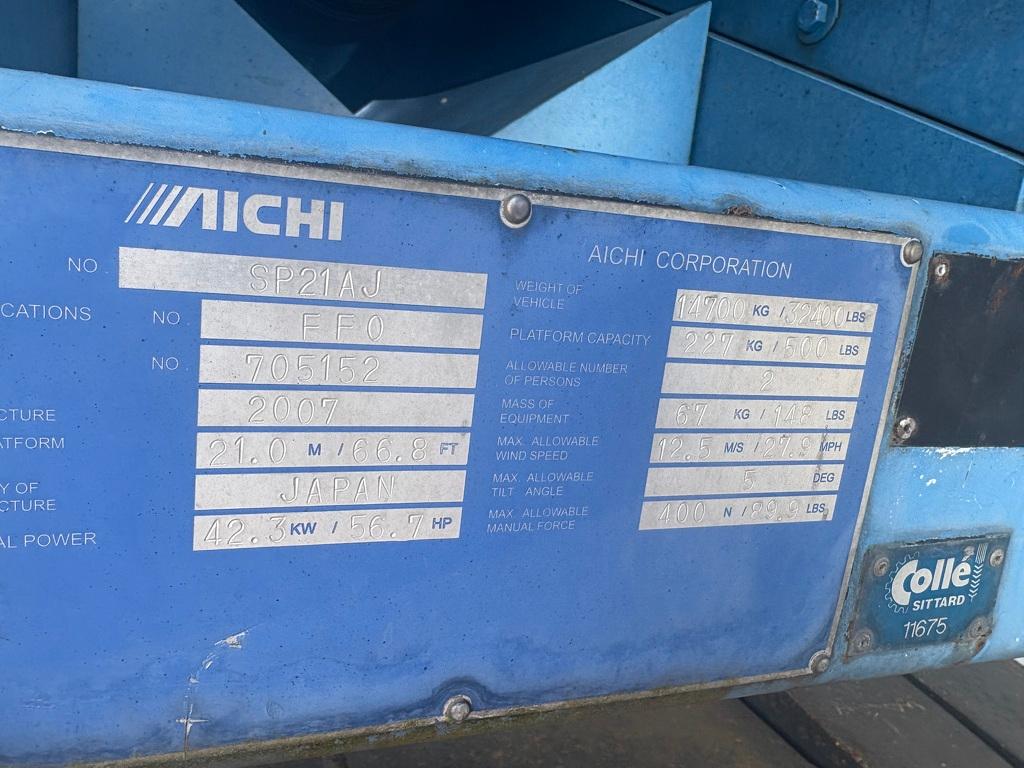 AICHI
AICHI CORPORATION
NO SP21AJ
CATIONS NO FF0
NO 705152
CTURE 2007
ATFORM 21.0 M / 66.8 FT
Y OF
CTURE JAPAN
AL POWER 42.3 KW / 56.7 HP
WEIGHT OF
VEHICLE 14700 KG / 32400 LBS
PLATFORM CAPACITY 227 KG / 500 LBS
ALLOWABLE NUMBER
OF PERSONS 2
MASS OF
EQUIPMENT 67 KG / 148 LBS
MAX. ALLOWABLE
WIND SPEED 12.5 M/S / 27.9 MPH
MAX. ALLOWABLE
TILT ANGLE 5 DEG
MAX. ALLOWABLE
MANUAL FORCE 400 N / 89.9 LBS
Collé
SITTARD
11675